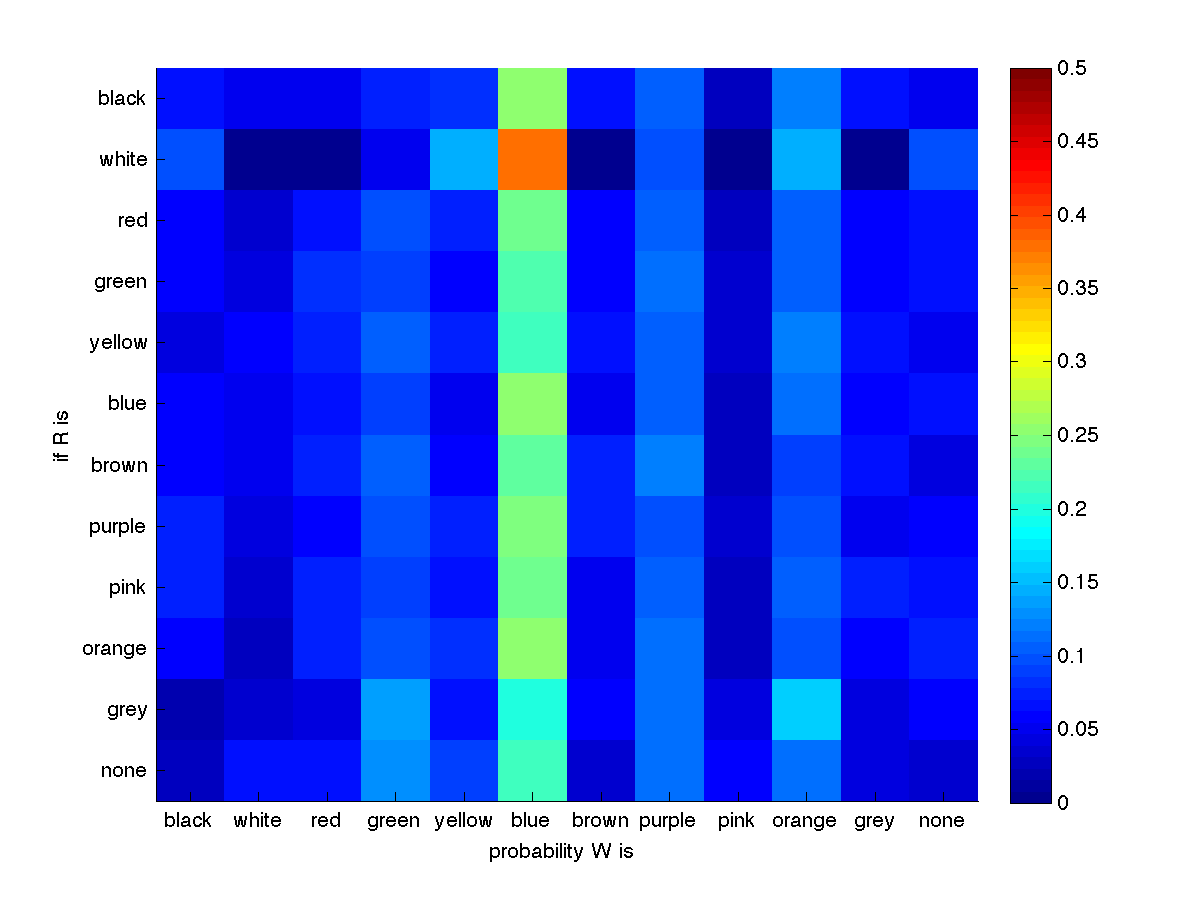 black
white
red
green
yellow
blue
brown
purple
pink
orange
grey
none
if R is
black white red green yellow blue brown purple pink orange grey none
probability W is
0.5
0.45
0.4
0.35
0.3
0.25
0.2
0.15
0.1
0.05
0